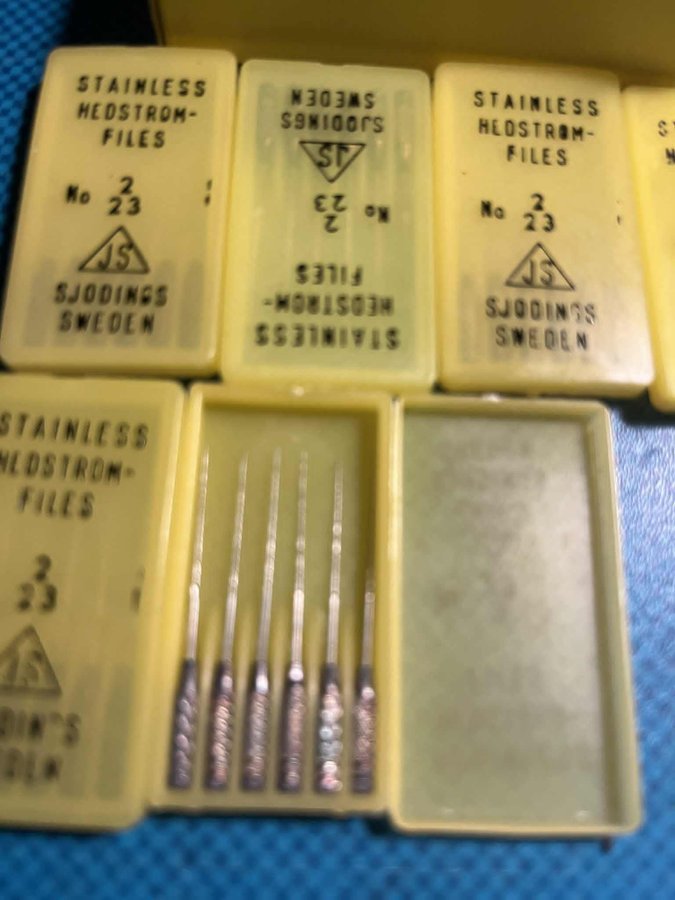 STAINLESS
HEDSTROM-
FILES
No 2
23
JS
SJODINGS
SWEDEN
STAINLESS
HEDSTROM-
FILES
No 2
23
JS
SJODINGS
SWEDEN
STAINLESS
HEDSTROM-
FILES
No 2
23
JS
SJODINGS
SWEDEN
STAINLESS
HEDSTROM-
FILES
2
23
JS